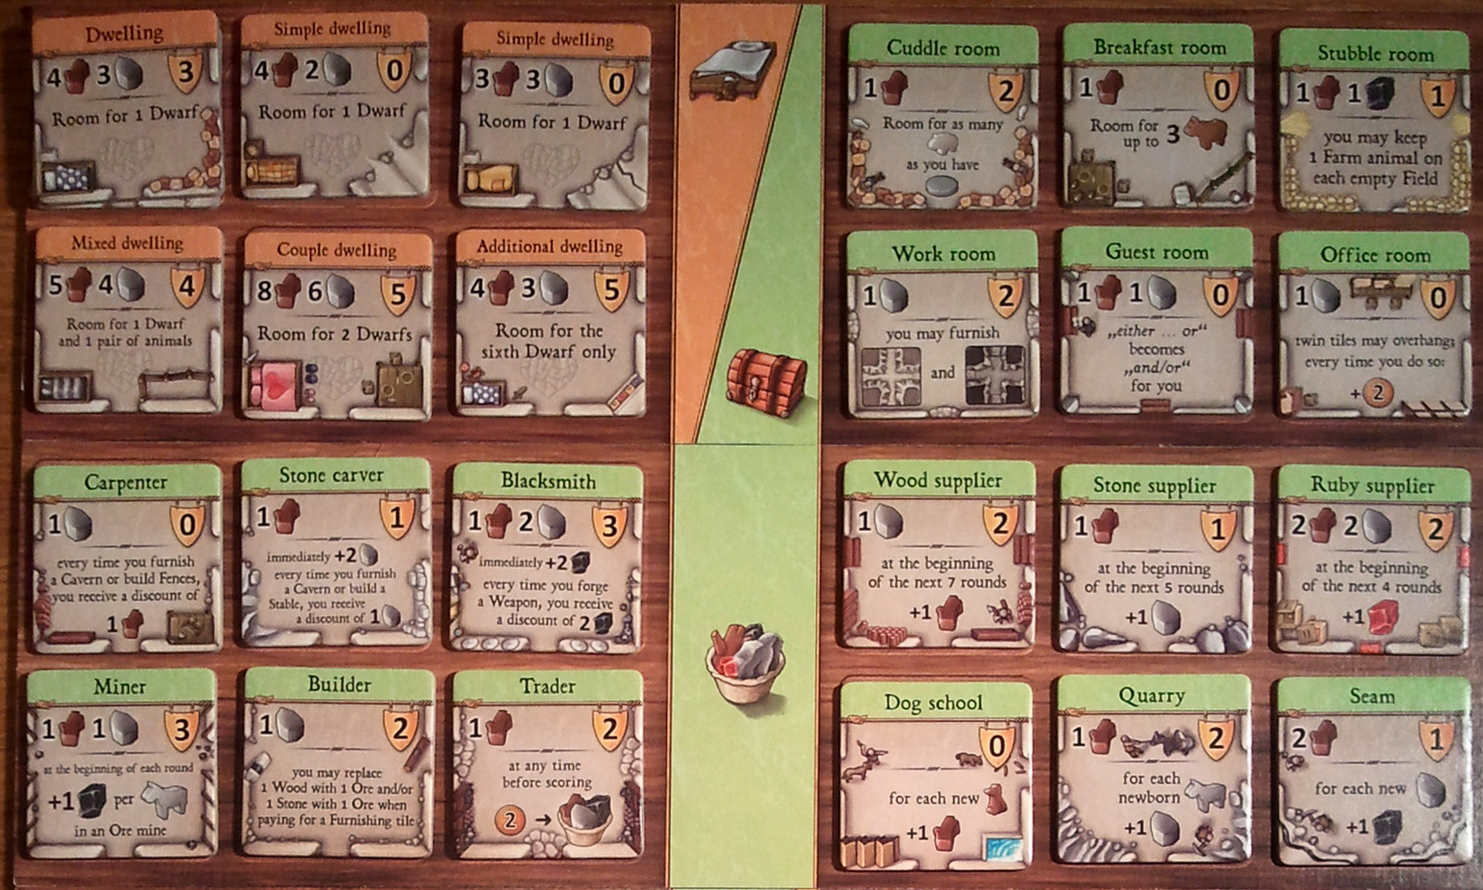 Dwelling
4 3 3
Room for 1 Dwarf
Simple dwelling
4 2 0
Room for 1 Dwarf
Simple dwelling
3 3 0
Room for 1 Dwarf
Cuddle room
1 2
Room for as many
as you have
Breakfast room
1 0
Room for
up to 3
Stubble room
1 1 1
you may keep
1 Farm animal on
each empty Field
Mixed dwelling
5 4 4
Room for 1 Dwarf
and 1 pair of animals
Couple dwelling
8 6 5
Room for 2 Dwarfs
Additional dwelling
4 3 5
Room for the
sixth Dwarf only
Work room
1 2
you may furnish
and
Guest room
1 1 0
„either ... or“
becomes
„and/or“
for you
Office room
1 0
twin tiles may overhang;
every time you do so:
+ 2
Carpenter
1 0
every time you furnish
a Cavern or build Fences,
you receive a discount of
1
Stone carver
1 1
immediately +2
every time you furnish
a Cavern or build a
Stable, you receive
a discount of 1
Blacksmith
1 2 3
immediately +2
every time you forge
a Weapon, you receive
a discount of 2
Wood supplier
1 2
at the beginning
of the next 7 rounds
+1
Stone supplier
1 1
at the beginning
of the next 5 rounds
+1
Ruby supplier
2 2 2
at the beginning
of the next 4 rounds
+1
Miner
1 1 3
at the beginning of each round
+1 per
in an Ore mine
Builder
1 2
you may replace
1 Wood with 1 Ore and/or
1 Stone with 1 Ore when
paying for a Furnishing tile
Trader
1 2
at any time
before scoring
2 →
Dog school
0
for each new
+1
Quarry
1 2
for each
newborn
+1
Seam
2 1
for each new
+1